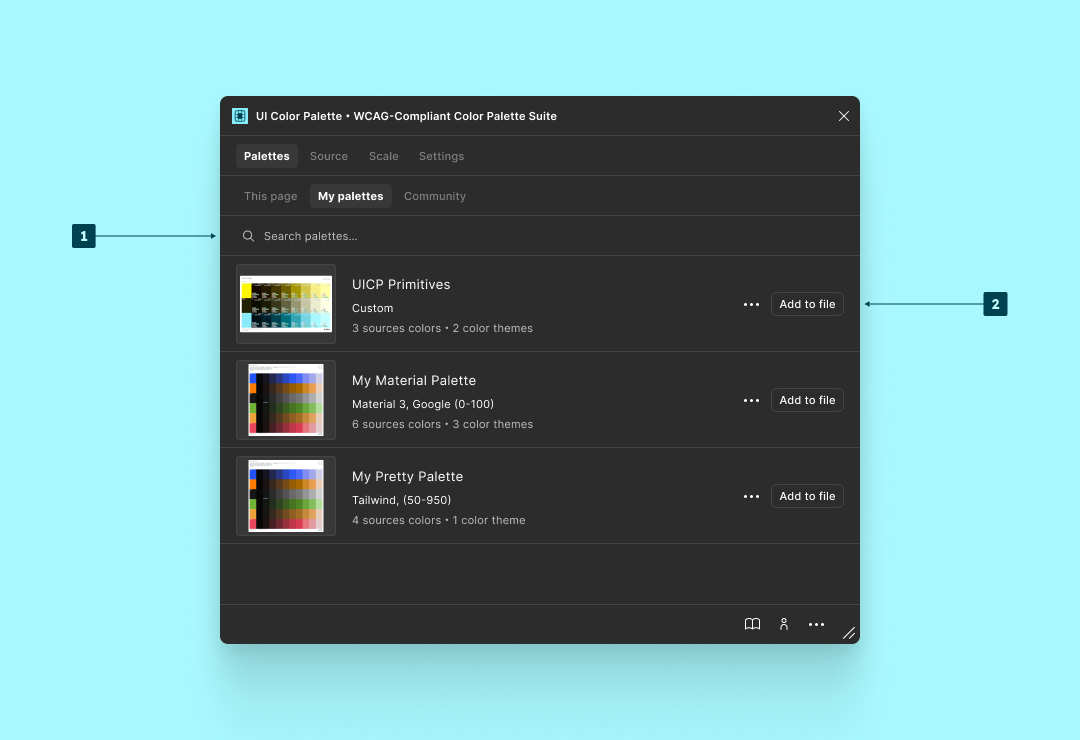 UI Color Palette • WCAG-Compliant Color Palette Suite
Palettes Source Scale Settings
This page My palettes Community
1
Search palettes...
UICP Primitives
Custom
3 sources colors • 2 color themes
Add to file
2
My Material Palette
Material 3, Google (0-100)
6 sources colors • 3 color themes
Add to file
My Pretty Palette
Tailwind, (50-950)
4 sources colors • 1 color theme
Add to file